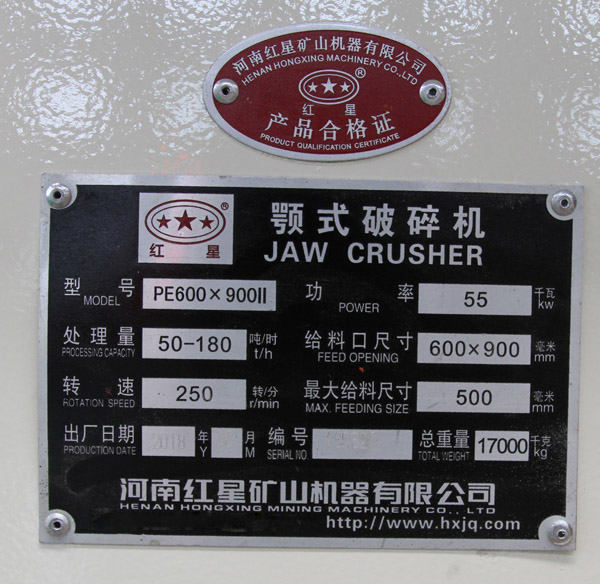 河南红星矿山机器有限公司
HENAN HONGXING MACHINERY CO.,LTD
®
红 星
产品合格证
PRODUCT QUALIFICATION CERTIFICATE
®
红 星
颚式破碎机
JAW CRUSHER
型 号 PE600×900II 功 率 55 千瓦
MODEL POWER kw
处理量 50-180 吨/时 给料口尺寸 600×900 毫米
PROCESSING CAPACITY t/h FEED OPENING mm
转 速 250 转/分 最大给料尺寸 500 毫米
ROTATION SPEED r/min MAX. FEEDING SIZE mm
出厂日期 2018 年 月 编号 总重量 17000 千克
PRODUCTION DATE Y M SERIAL NO TOTAL WEIGHT kg
河南红星矿山机器有限公司
HENAN HONGXING MINING MACHINERY CO.,LTD
http://www.hxjq.com